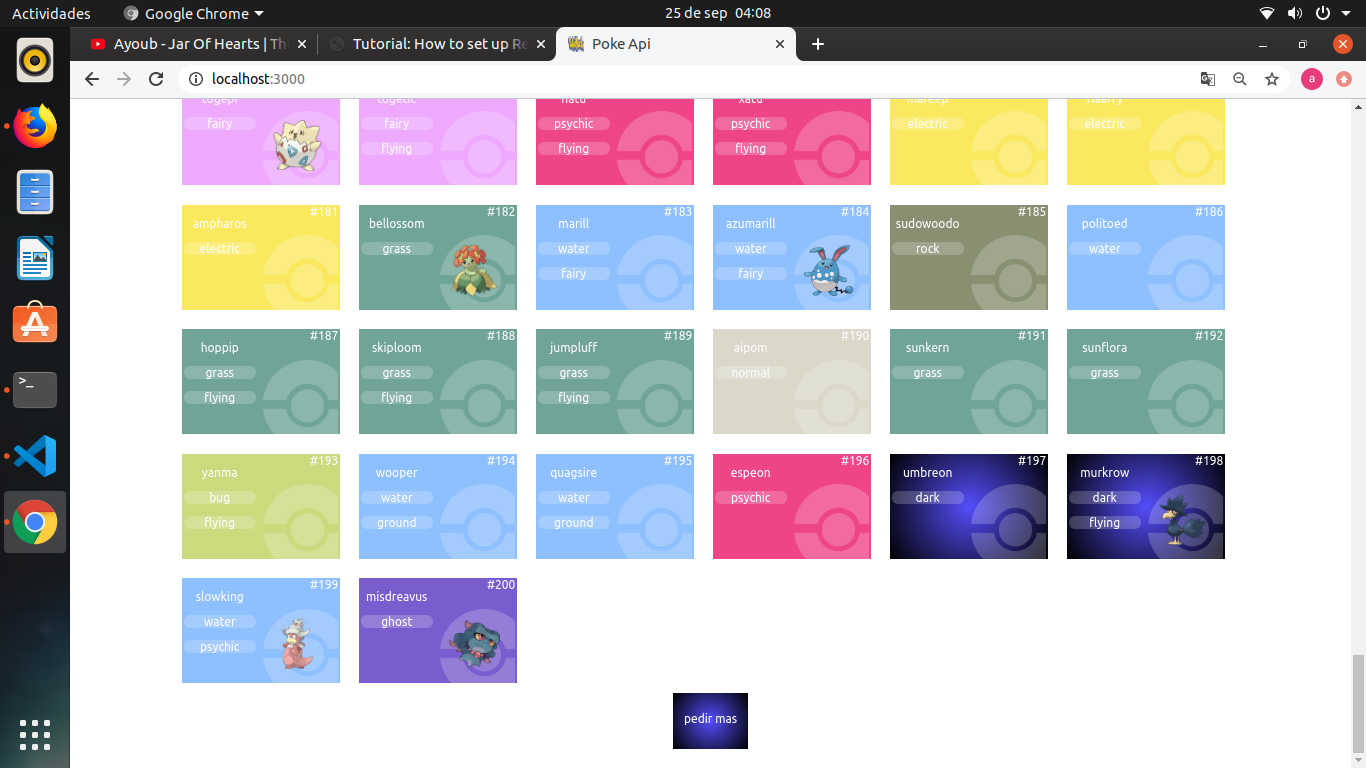 Actividades
Google Chrome
25 de sep 04:08
Ayoub - Jar Of Hearts | Th
Tutorial: How to set up Re
Poke Api
localhost:3000
a
togepi
togetic
natu
xatu
mareep
flaaffy
fairy
fairy
psychic
psychic
electric
electric
flying
flying
flying
#181
#182
#183
#184
#185
#186
ampharos
bellossom
marill
azumarill
sudowoodo
politoed
electric
grass
water
water
rock
water
fairy
fairy
#187
#188
#189
#190
#191
#192
hoppip
skiploom
jumpluff
aipom
sunkern
sunflora
grass
grass
grass
normal
grass
grass
flying
flying
flying
#193
#194
#195
#196
#197
#198
yanma
wooper
quagsire
espeon
umbreon
murkrow
bug
water
water
psychic
dark
dark
flying
ground
ground
flying
#199
#200
slowking
misdreavus
water
ghost
psychic
pedir mas